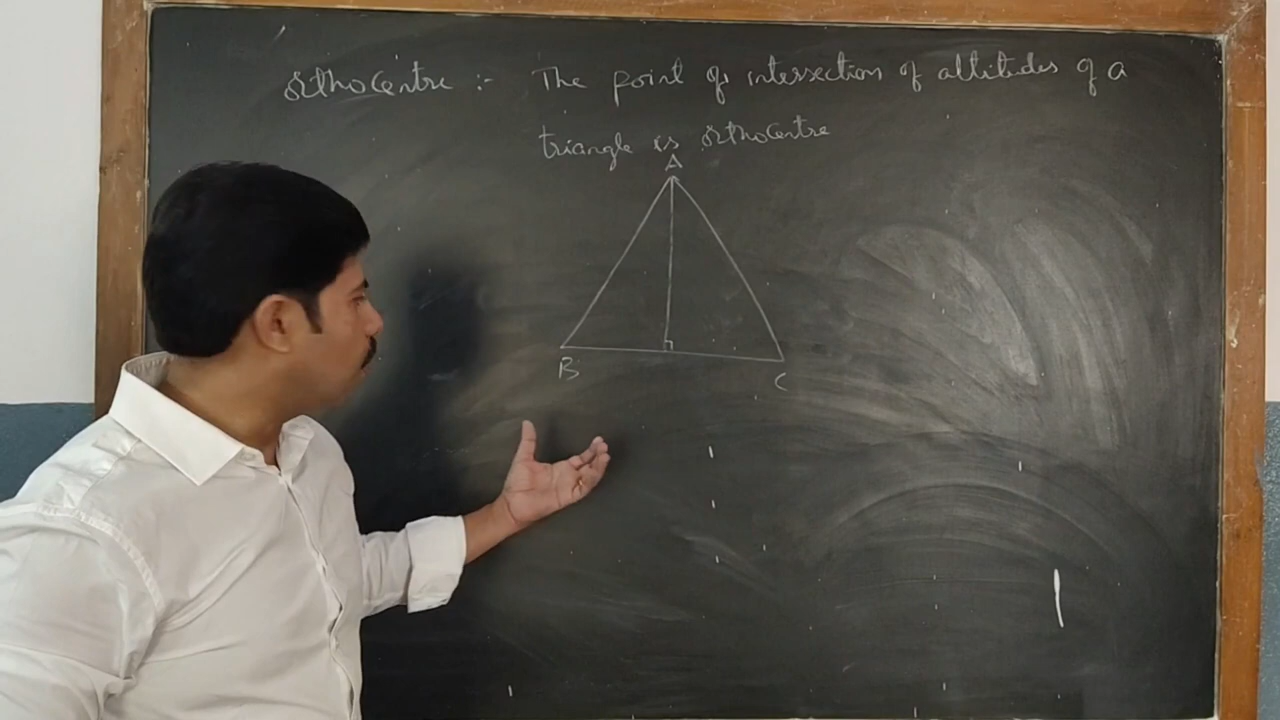 Orthocentre :- The point of intersection of altitudes of a
triangle is orthocentre
A
B
C